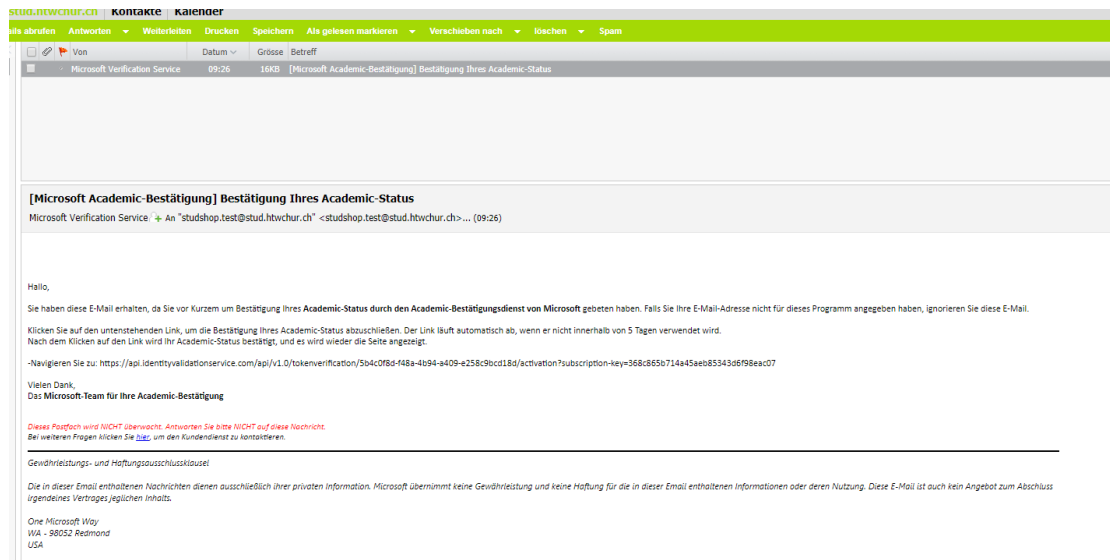 stud.htwchur.ch Kontakte Kalender
ails abrufen Antworten Weiterleiten Drucken Speichern Als gelesen markieren Verschieben nach löschen Spam
Von Datum Grösse Betreff
Microsoft Verification Service 09:26 16KB [Microsoft Academic-Bestätigung] Bestätigung Ihres Academic-Status
[Microsoft Academic-Bestätigung] Bestätigung Ihres Academic-Status
Microsoft Verification Service An "studshop.test@stud.htwchur.ch" <studshop.test@stud.htwchur.ch>... (09:26)
Hallo,
Sie haben diese E-Mail erhalten, da Sie vor Kurzem um Bestätigung Ihres Academic-Status durch den Academic-Bestätigungsdienst von Microsoft gebeten haben. Falls Sie Ihre E-Mail-Adresse nicht für dieses Programm angegeben haben, ignorieren Sie diese E-Mail.
Klicken Sie auf den untenstehenden Link, um die Bestätigung Ihres Academic-Status abzuschließen. Der Link läuft automatisch ab, wenn er nicht innerhalb von 5 Tagen verwendet wird.
Nach dem Klicken auf den Link wird Ihr Academic-Status bestätigt, und es wird wieder die Seite angezeigt.
-Navigieren Sie zu: https://api.identityvalidationservice.com/api/v1.0/tokenverification/5b4c0f8d-f48a-4b94-a409-e258c9bcd18d/activation?subscription-key=368c865b714a45aeb85343d6f98eac07
Vielen Dank,
Das Microsoft-Team für Ihre Academic-Bestätigung
Dieses Postfach wird NICHT überwacht. Antworten Sie bitte NICHT auf diese Nachricht.
Bei weiteren Fragen klicken Sie hier, um den Kundendienst zu kontaktieren.
Gewährleistungs- und Haftungsausschlussklausel
Die in dieser Email enthaltenen Nachrichten dienen ausschließlich ihrer privaten Information. Microsoft übernimmt keine Gewährleistung und keine Haftung für die in dieser Email enthaltenen Informationen oder deren Nutzung. Diese E-Mail ist auch kein Angebot zum Abschluss
irgendeines Vertrages jeglichen Inhalts.
One Microsoft Way
WA - 98052 Redmond
USA